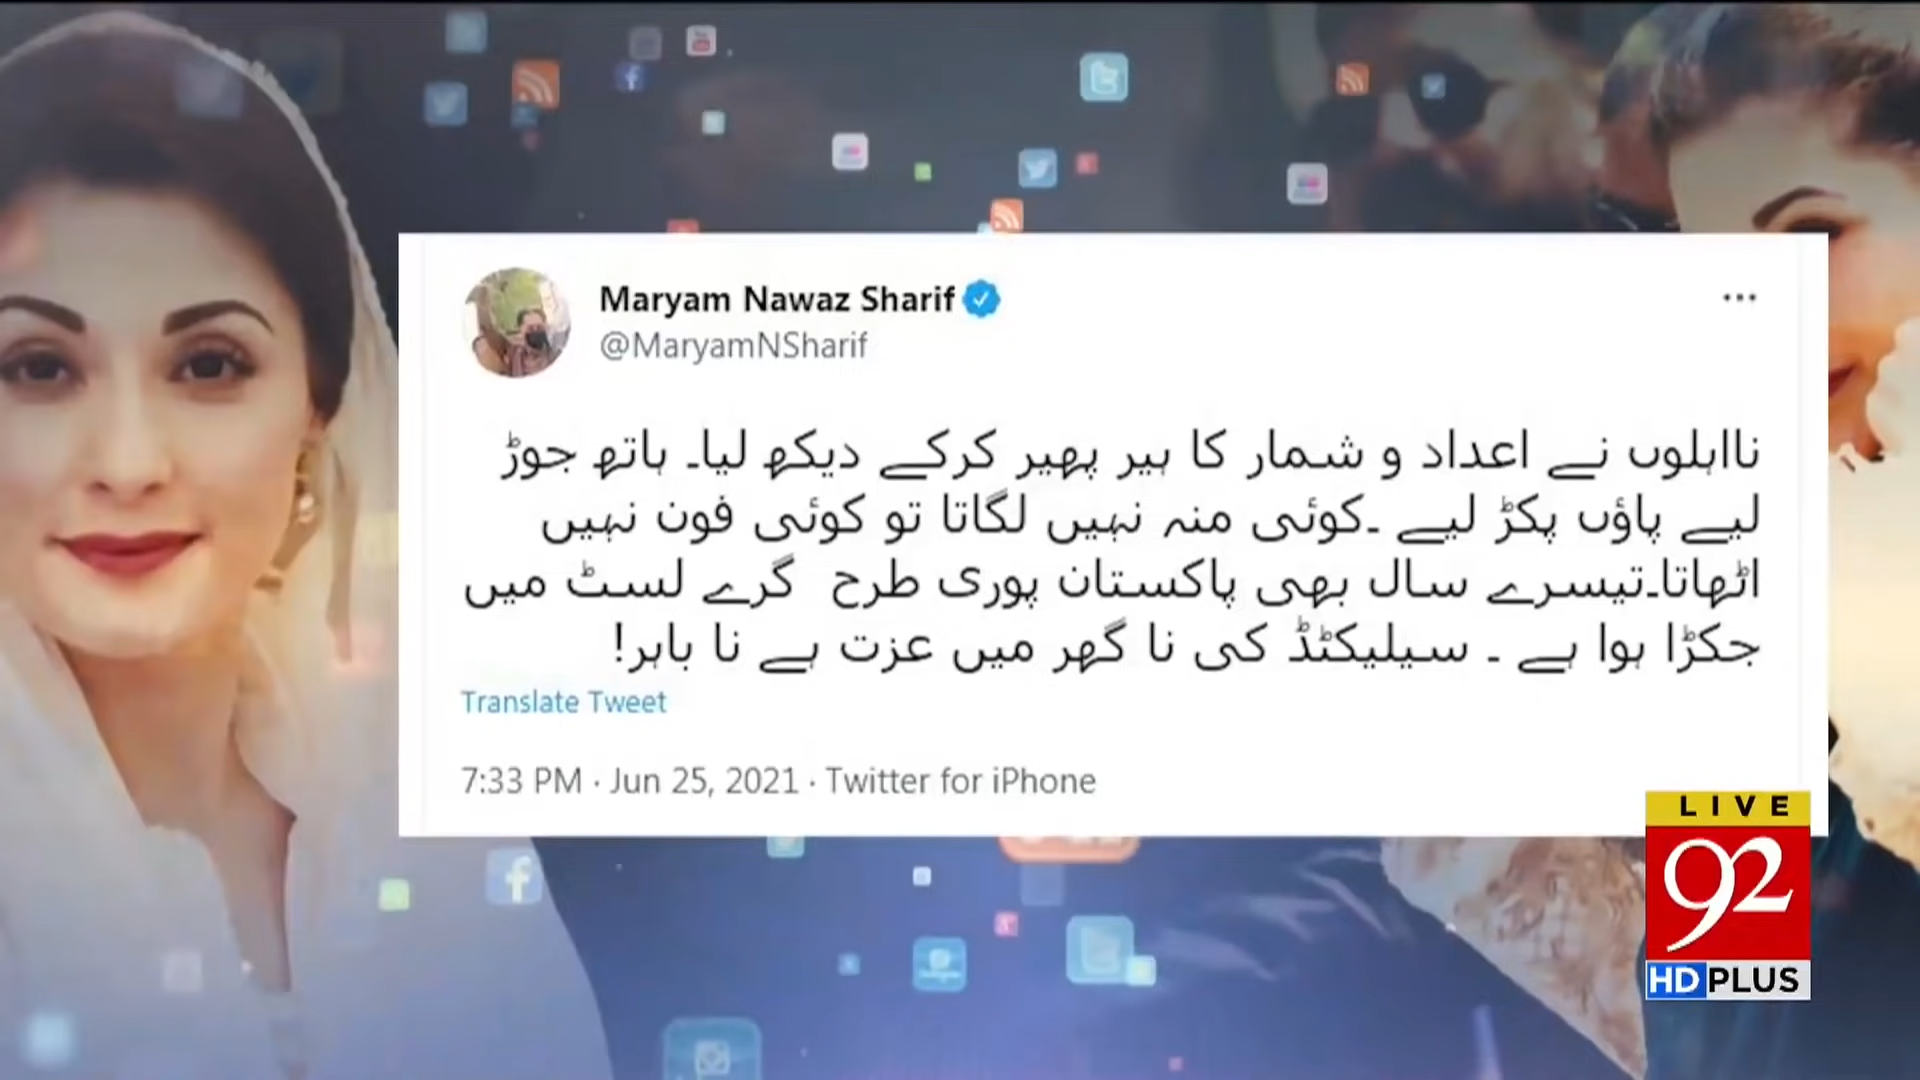 Maryam Nawaz Sharif
@MaryamNSharif
نااہلوں نے اعداد و شمار کا ہیر پھیر کرکے دیکھ لیا۔ ہاتھ جوڑ
لیے پاؤں پکڑ لیے ۔کوئی منہ نہیں لگاتا تو کوئی فون نہیں
اٹھاتا۔تیسرے سال بھی پاکستان پوری طرح گرے لسٹ میں
جکڑا ہوا ہے ۔ سیلیکٹڈ کی نا گھر میں عزت ہے نا باہر!
Translate Tweet
7:33 PM · Jun 25, 2021 · Twitter for iPhone
LIVE
92
HD PLUS